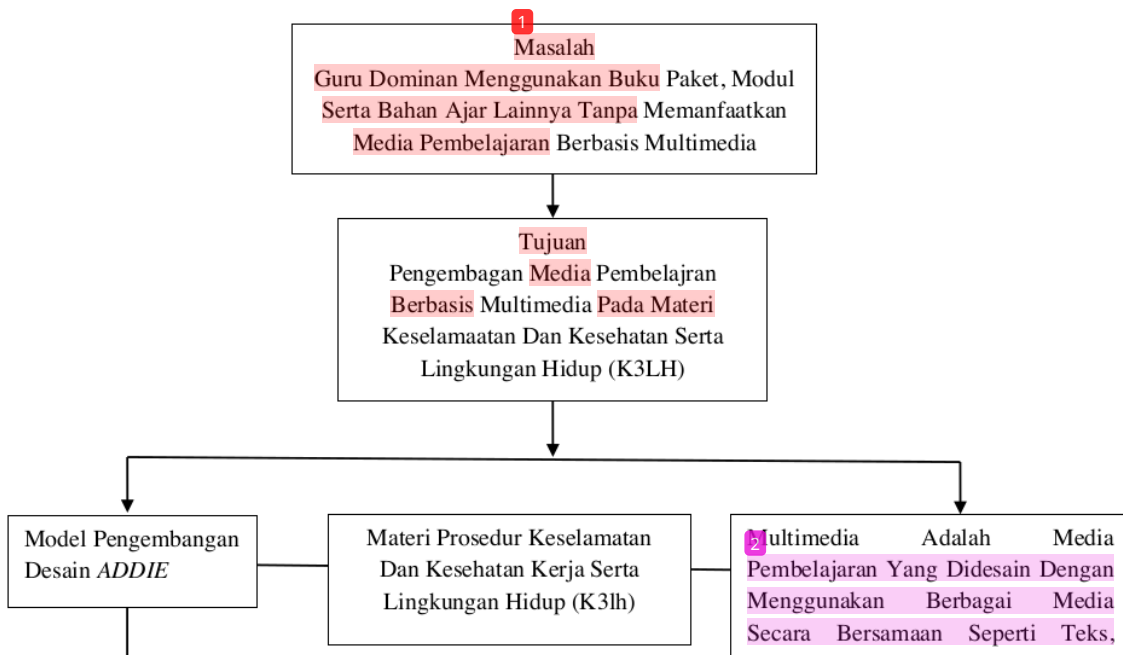 1
Masalah
Guru Dominan Menggunakan Buku Paket, Modul
Serta Bahan Ajar Lainnya Tanpa Memanfaatkan
Media Pembelajaran Berbasis Multimedia
Tujuan
Pengembagan Media Pembelajran
Berbasis Multimedia Pada Materi
Keselamaatan Dan Kesehatan Serta
Lingkungan Hidup (K3LH)
Model Pengembangan
Desain ADDIE
Materi Prosedur Keselamatan
Dan Kesehatan Kerja Serta
Lingkungan Hidup (K3lh)
2
Multimedia Adalah Media
Pembelajaran Yang Didesain Dengan
Menggunakan Berbagai Media
Secara Bersamaan Seperti Teks,